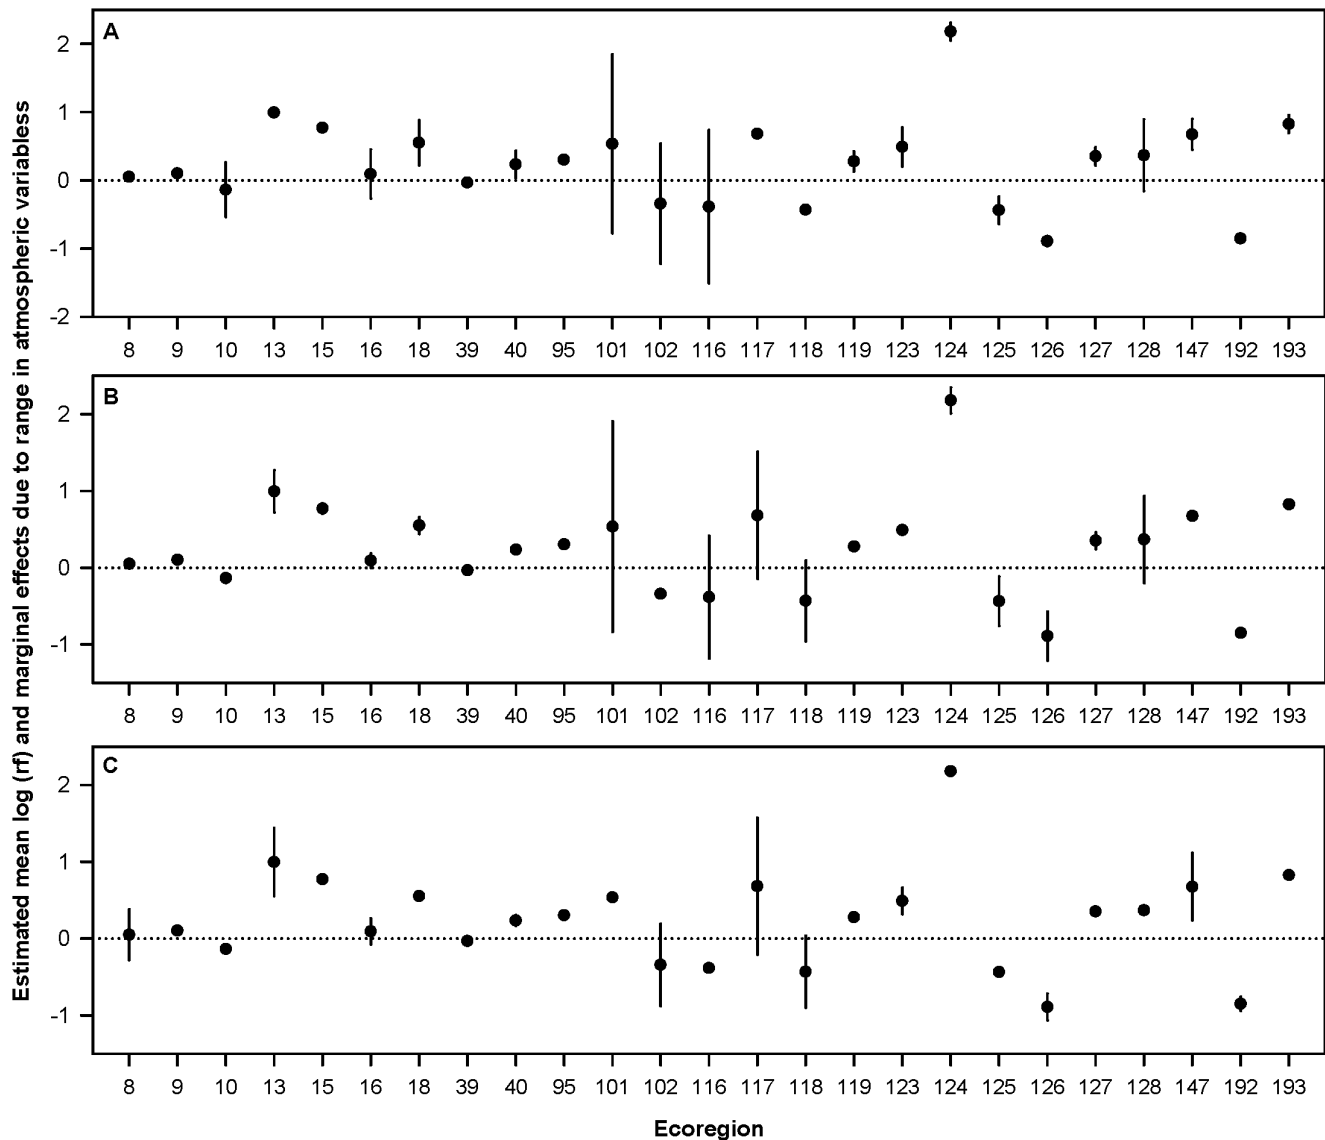 Estimated mean log (rf) and marginal effects due to range in atmospheric variabless
A
2
1
0
-1
-2
8 9 10 13 15 16 18 39 40 95 101 102 116 117 118 119 123 124 125 126 127 128 147 192 193
B
2
1
0
-1
8 9 10 13 15 16 18 39 40 95 101 102 116 117 118 119 123 124 125 126 127 128 147 192 193
C
2
1
0
-1
8 9 10 13 15 16 18 39 40 95 101 102 116 117 118 119 123 124 125 126 127 128 147 192 193
Ecoregion